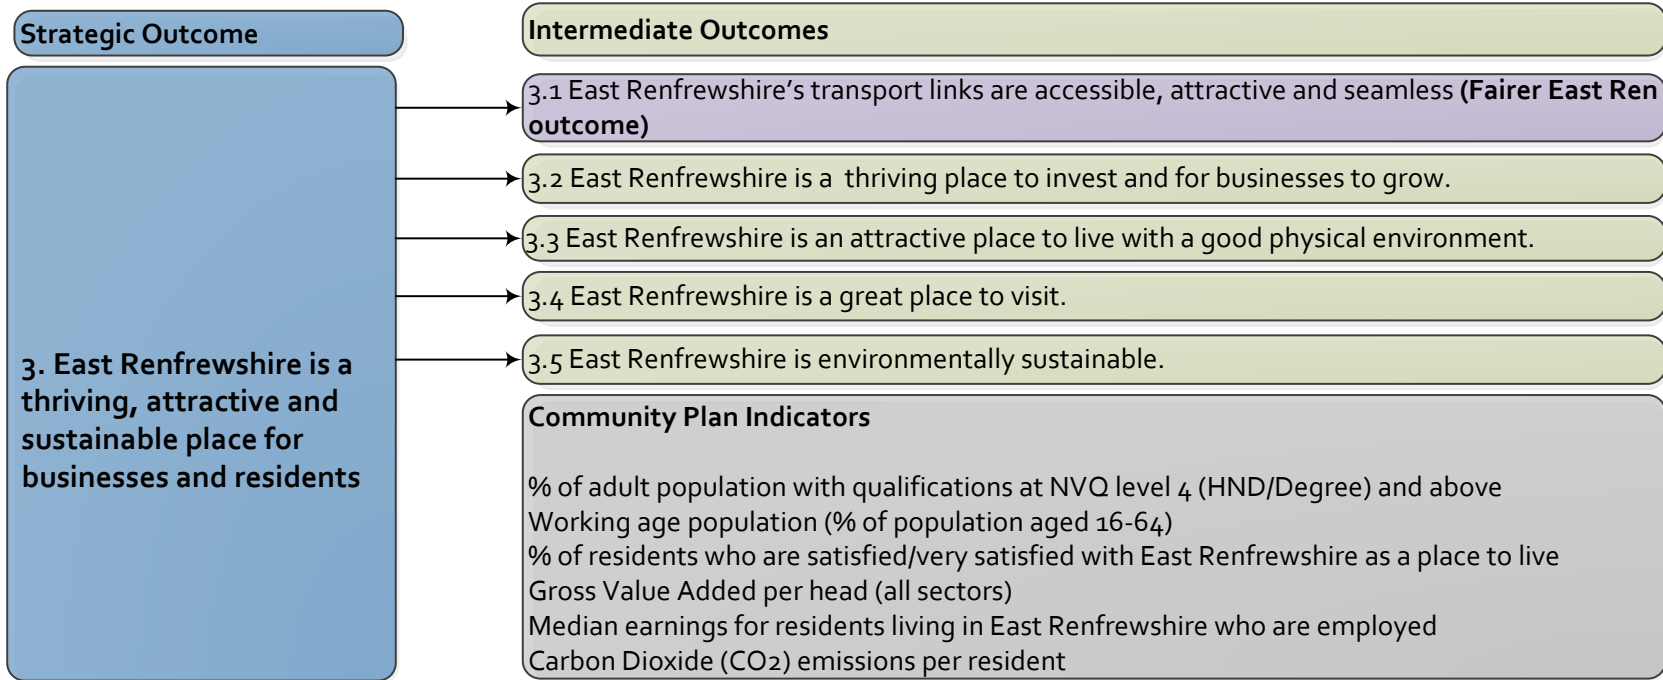 Strategic Outcome
Intermediate Outcomes
3. East Renfrewshire is a
thriving, attractive and
sustainable place for
businesses and residents
3.1 East Renfrewshire’s transport links are accessible, attractive and seamless (Fairer East Ren
outcome)
3.2 East Renfrewshire is a  thriving place to invest and for businesses to grow.
3.3 East Renfrewshire is an attractive place to live with a good physical environment.
3.4 East Renfrewshire is a great place to visit.
3.5 East Renfrewshire is environmentally sustainable.
Community Plan Indicators
% of adult population with qualifications at NVQ level 4 (HND/Degree) and above
Working age population (% of population aged 16-64)
% of residents who are satisfied/very satisfied with East Renfrewshire as a place to live
Gross Value Added per head (all sectors)
Median earnings for residents living in East Renfrewshire who are employed
Carbon Dioxide (CO2) emissions per resident